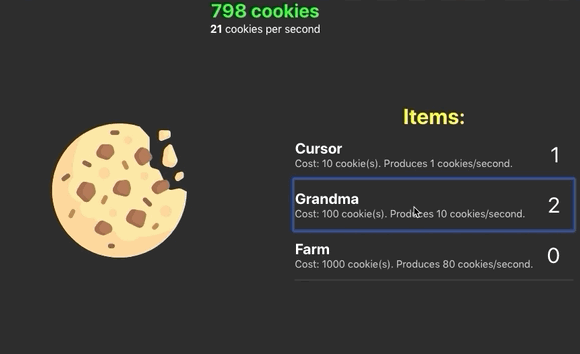 798 cookies
21 cookies per second
Items:
Cursor
Cost: 10 cookie(s). Produces 1 cookies/second.
1
Grandma
Cost: 100 cookie(s). Produces 10 cookies/second.
2
Farm
Cost: 1000 cookie(s). Produces 80 cookies/second.
0